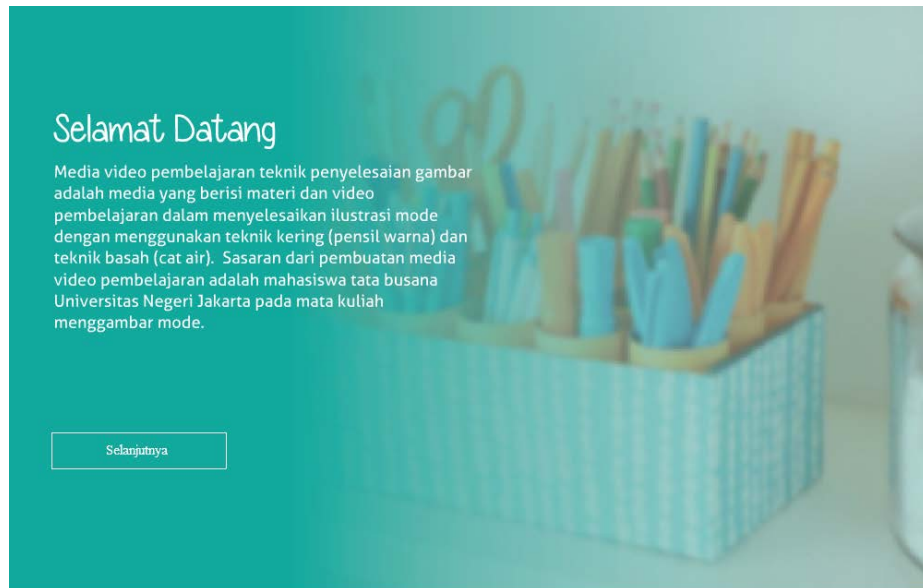 Selamat Datang
Media video pembelajaran teknik penyelesaian gambar
adalah media yang berisi materi dan video
pembelajaran dalam menyelesaikan ilustrasi mode
dengan menggunakan teknik kering (pensil warna) dan
teknik basah (cat air).  Sasaran dari pembuatan media
video pembelajaran adalah mahasiswa tata busana
Universitas Negeri Jakarta pada mata kuliah
menggambar mode.
Selanjutnya